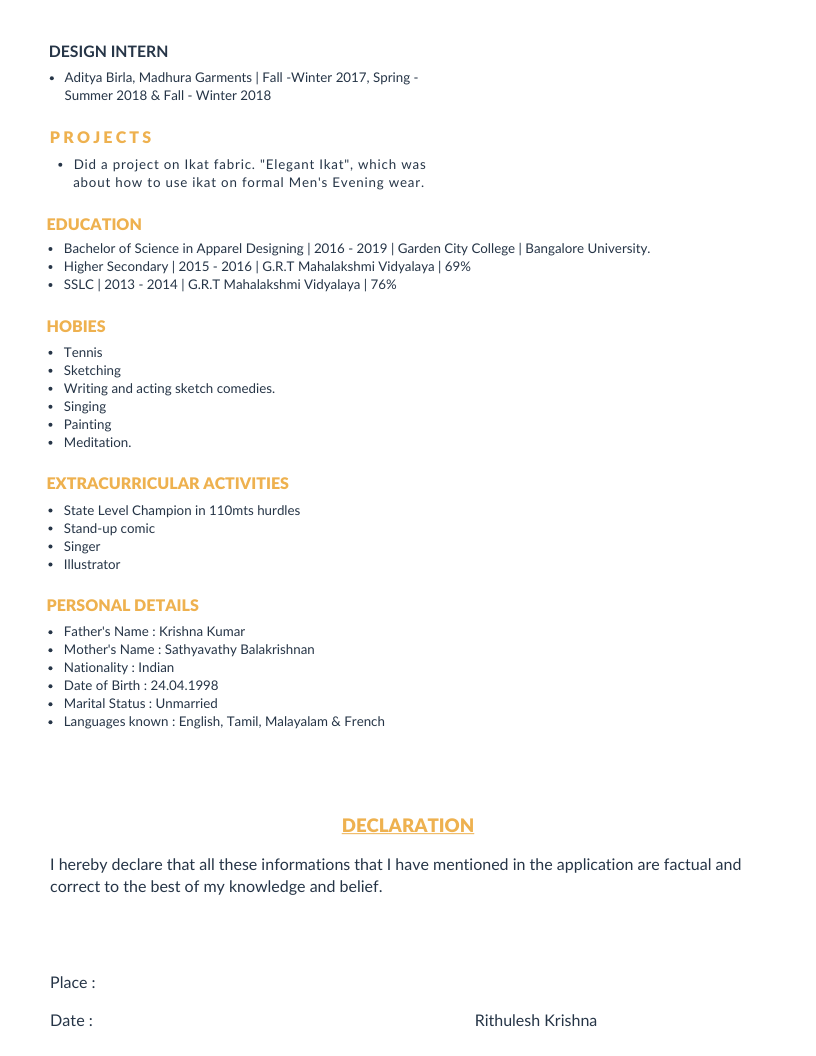 DESIGN INTERN
• Aditya Birla, Madhura Garments | Fall -Winter 2017, Spring -
Summer 2018 & Fall - Winter 2018
PROJECTS
• Did a project on Ikat fabric. "Elegant Ikat", which was
about how to use ikat on formal Men's Evening wear.
EDUCATION
• Bachelor of Science in Apparel Designing | 2016 - 2019 | Garden City College | Bangalore University.
• Higher Secondary | 2015 - 2016 | G.R.T Mahalakshmi Vidyalaya | 69%
• SSLC | 2013 - 2014 | G.R.T Mahalakshmi Vidyalaya | 76%
HOBIES
• Tennis
• Sketching
• Writing and acting sketch comedies.
• Singing
• Painting
• Meditation.
EXTRACURRICULAR ACTIVITIES
• State Level Champion in 110mts hurdles
• Stand-up comic
• Singer
• Illustrator
PERSONAL DETAILS
• Father's Name : Krishna Kumar
• Mother's Name : Sathyavathy Balakrishnan
• Nationality : Indian
• Date of Birth : 24.04.1998
• Marital Status : Unmarried
• Languages known : English, Tamil, Malayalam & French
DECLARATION
I hereby declare that all these informations that I have mentioned in the application are factual and
correct to the best of my knowledge and belief.
Place :
Date : Rithulesh Krishna